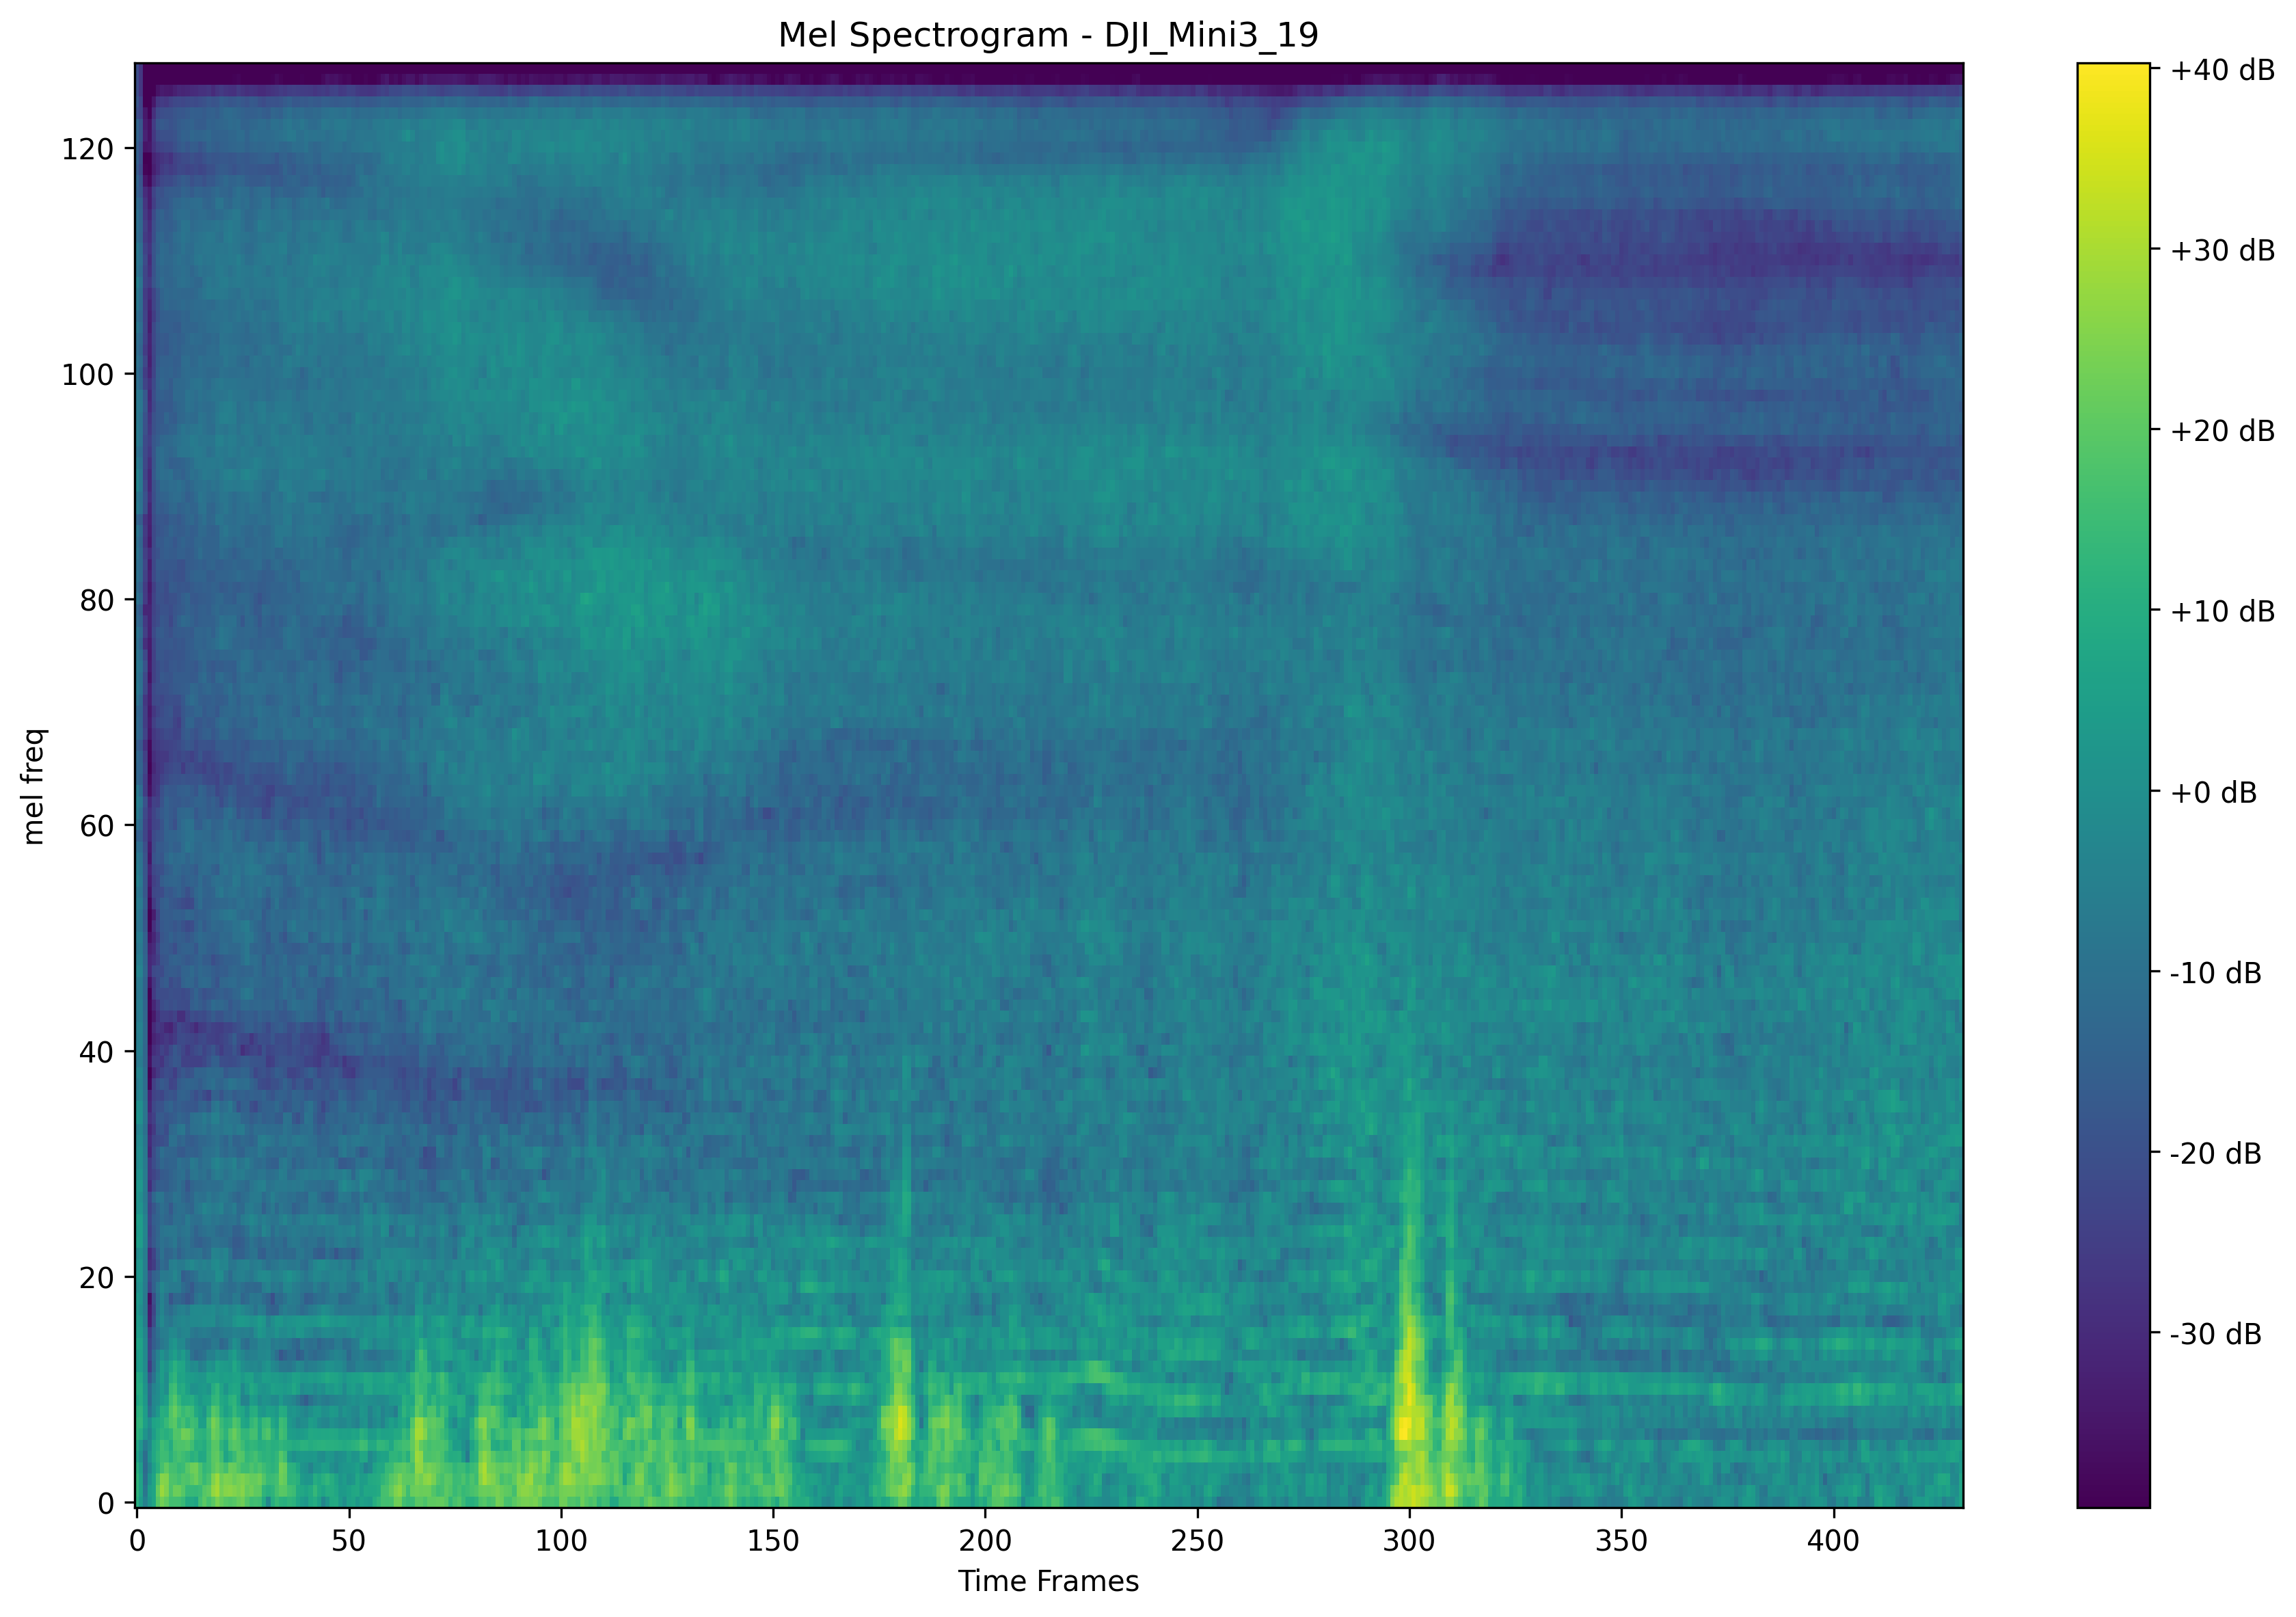 Mel Spectrogram - DJI_Mini3_19
mel freq
120
100
80
60
40
20
0
0 50 100 150 200 250 300 350 400
Time Frames
+40 dB
+30 dB
+20 dB
+10 dB
+0 dB
-10 dB
-20 dB
-30 dB